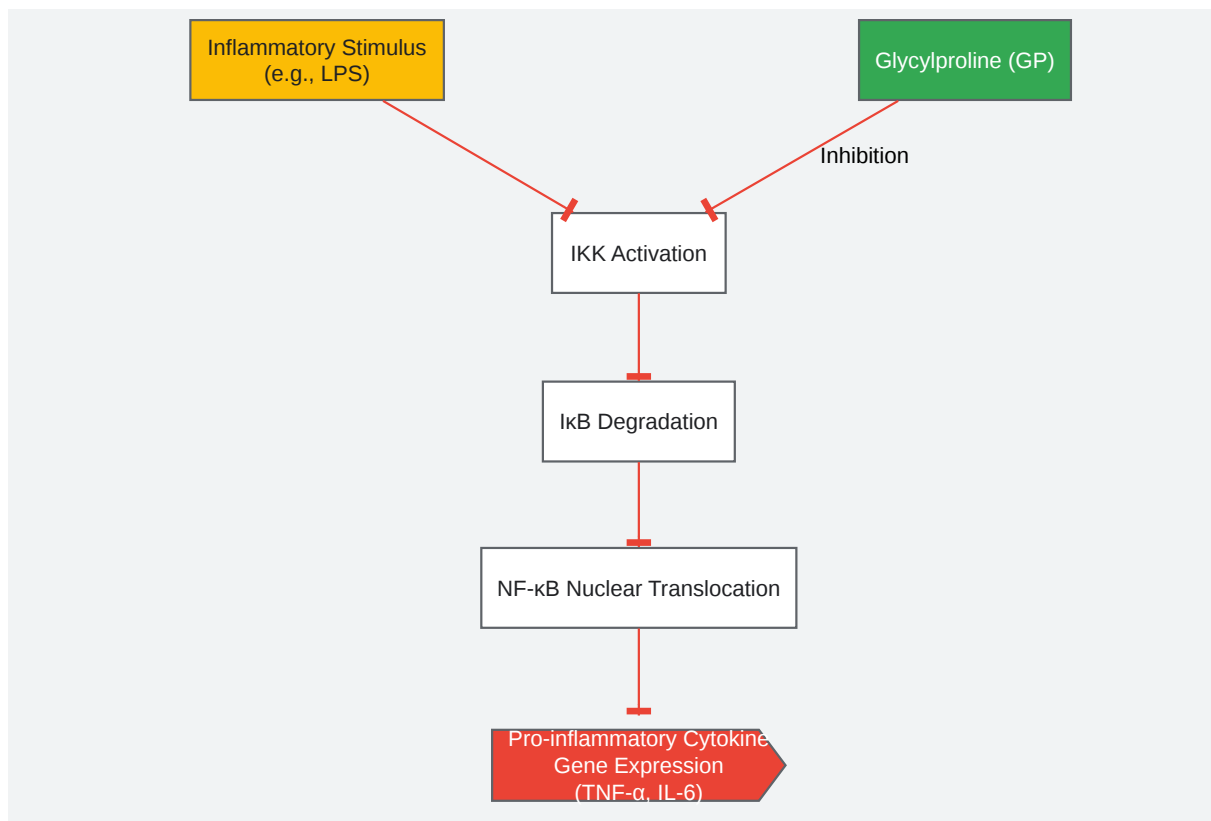 Inflammatory Stimulus
(e.g., LPS)
Glycylproline (GP)
Inhibition
IKK Activation
IκB Degradation
NF-κB Nuclear Translocation
Pro-inflammatory Cytokine
Gene Expression
(TNF-α, IL-6)